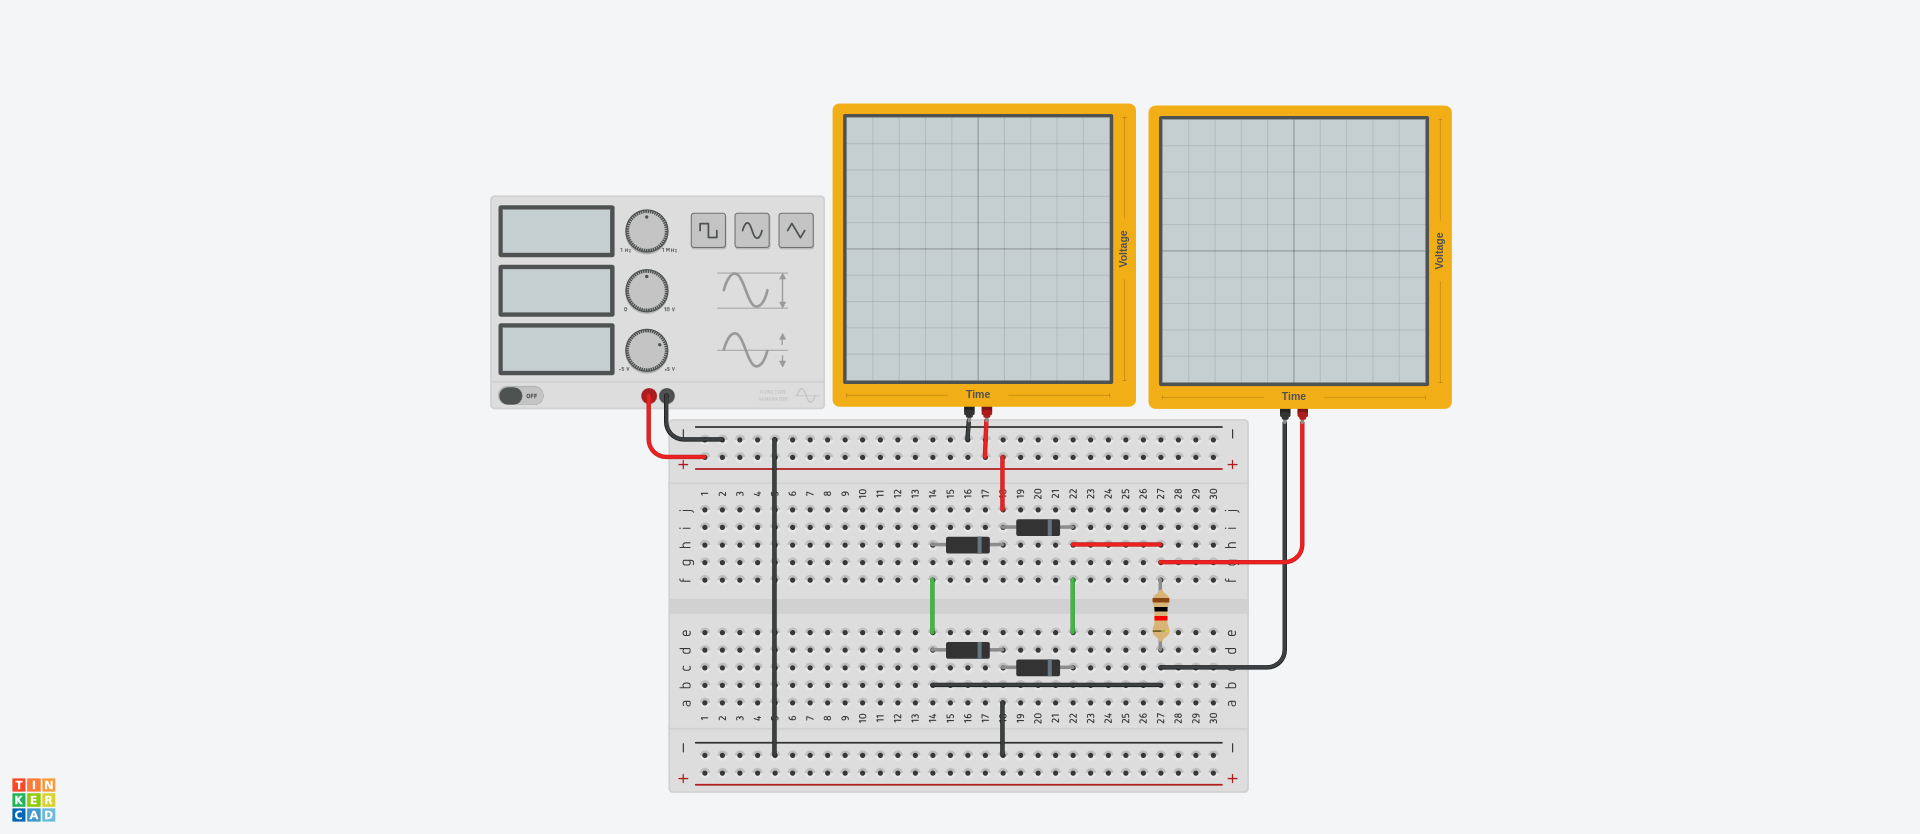 1 Hz 1 MHz
0 10 V
-5 V +5 V
OFF
Voltage
Time
Voltage
Time
− −
+ +
1 2 3 4 5 6 7 8 9 10 11 12 13 14 15 16 17 18 19 20 21 22 23 24 25 26 27 28 29 30
j j
i i
h h
g g
f f
e e
d d
c c
b b
a a
1 2 3 4 5 6 7 8 9 10 11 12 13 14 15 16 17 18 19 20 21 22 23 24 25 26 27 28 29 30
− −
+ +
TIN
KER
CAD